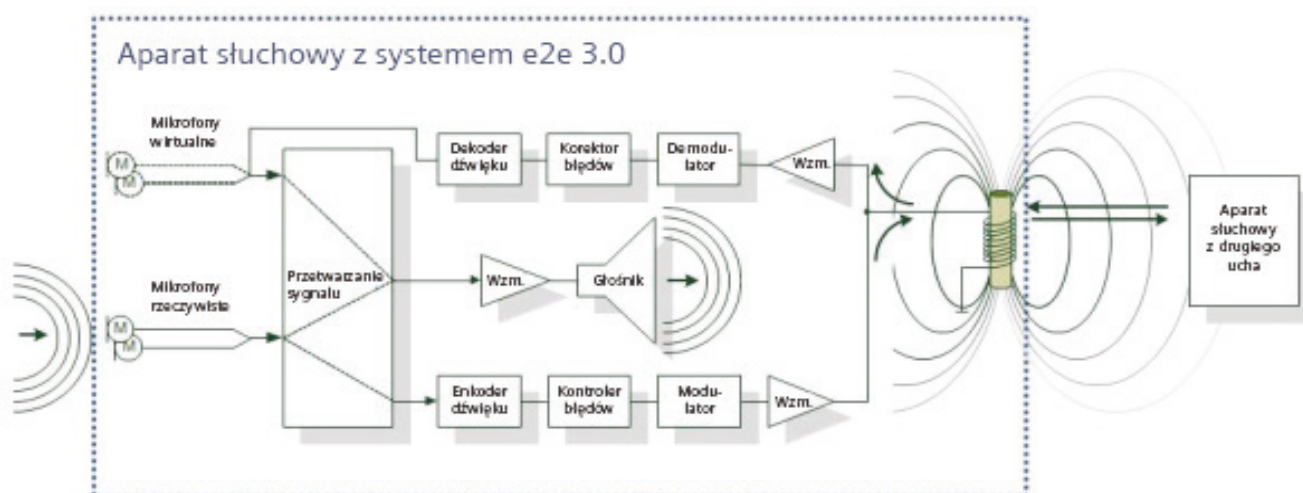 Aparat słuchowy z systemem e2e 3.0
Mikrofony
wirtualne
M
M
Dekoder
dźwięku
Korektor
błędów
Demodu-
lator
Wzm.
Przetwarzanie
sygnału
Wzm.
Głośnik
Aparat
słuchowy
z drugiego
ucha
Mikrofony
rzeczywiste
M
M
Enkoder
dźwięku
Kontroler
błędów
Modu-
lator
Wzm.